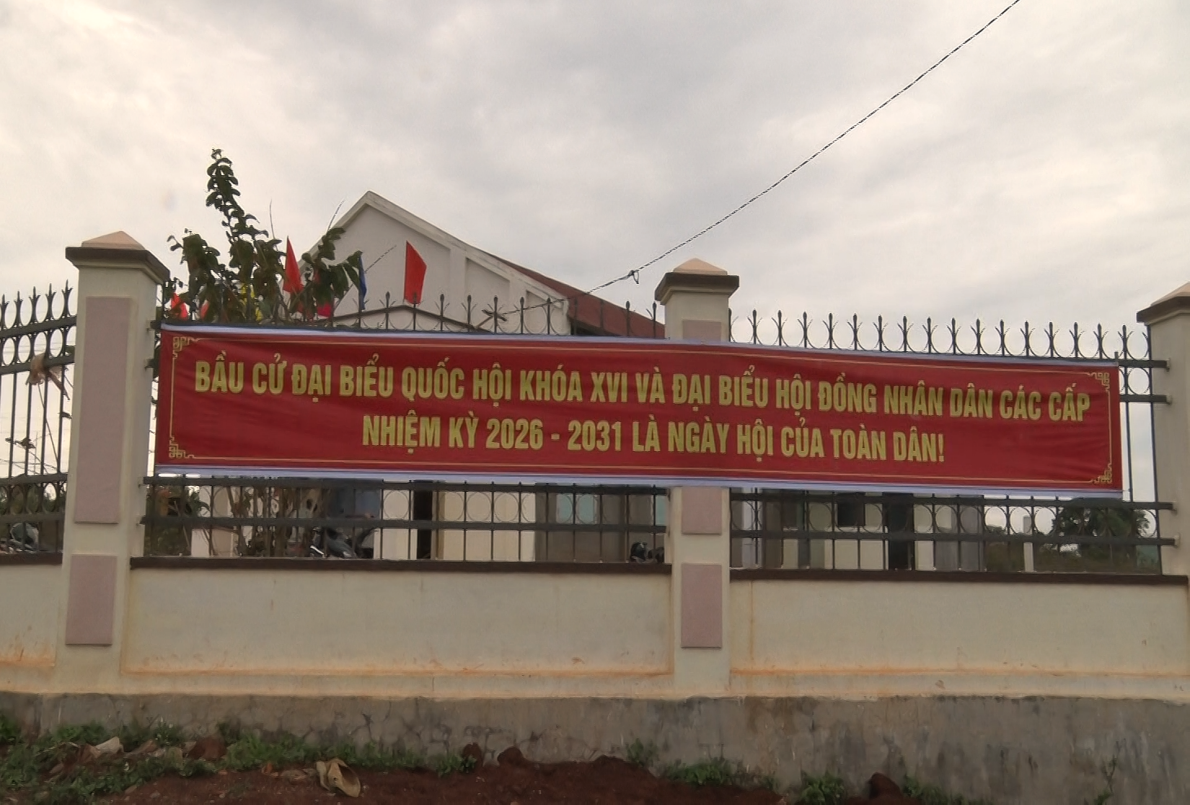 BẦU CỬ ĐẠI BIỂU QUỐC HỘI KHÓA XVI VÀ ĐẠI BIỂU HỘI ĐỒNG NHÂN DÂN CÁC CẤP
NHIỆM KỲ 2026 - 2031 LÀ NGÀY HỘI CỦA TOÀN DÂN!